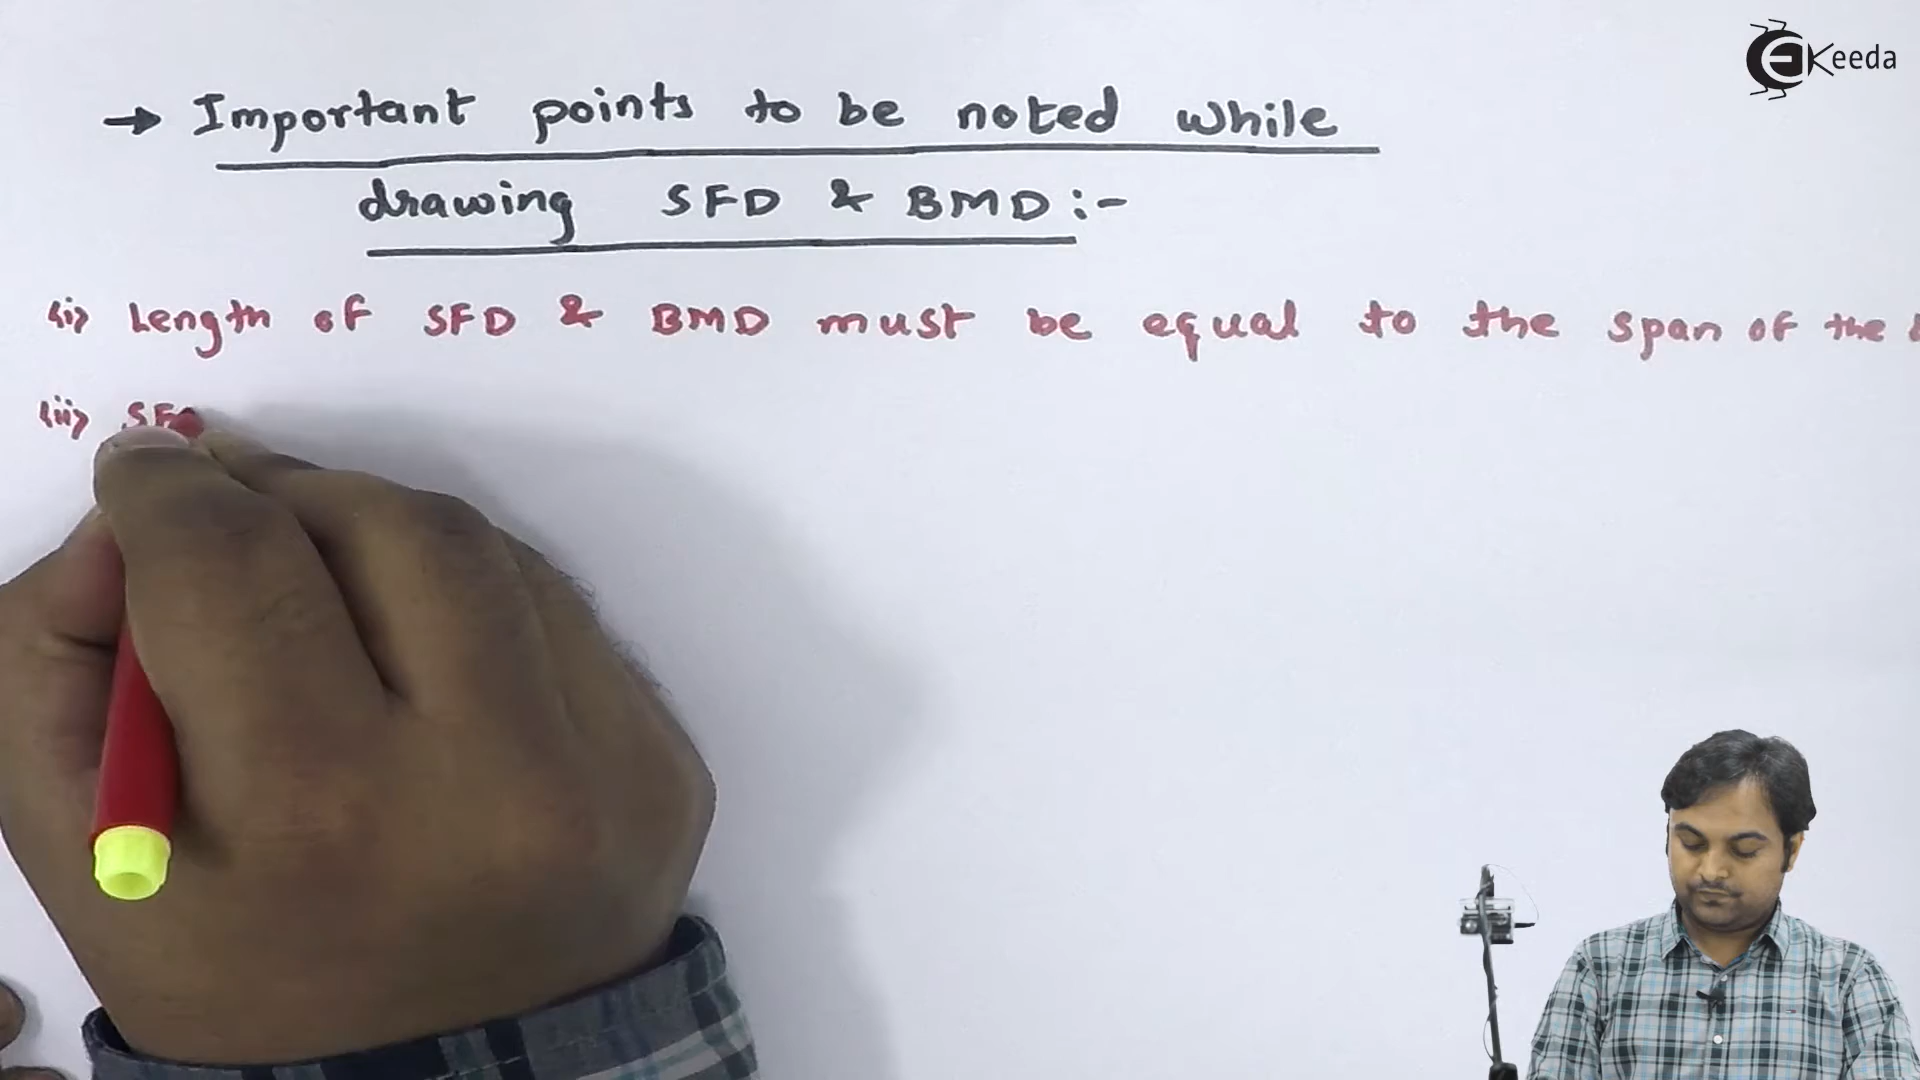 Keeda
→ Important points to be noted while
drawing SFD & BMD :-
(i) Length of SFD & BMD must be equal to the span of the
(ii) SF